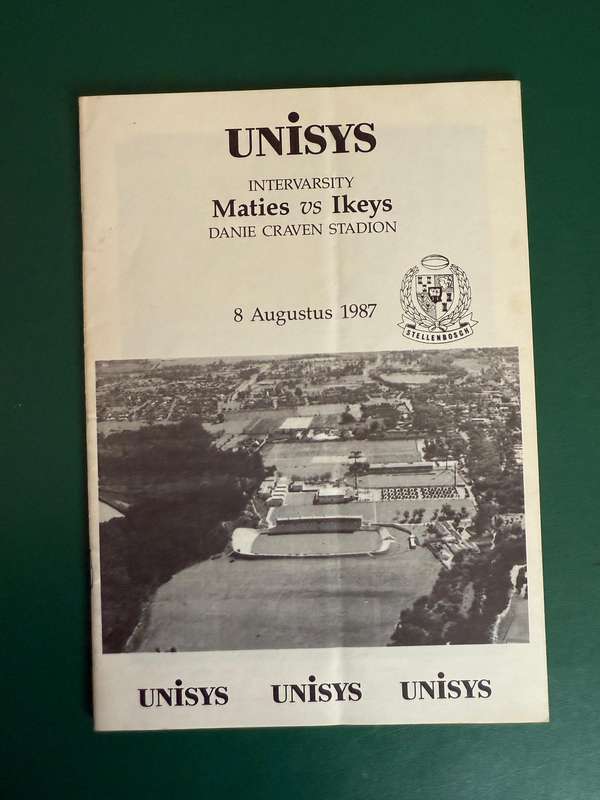 UNiSYS
INTERVARSITY
Maties vs Ikeys
DANIE CRAVEN STADION
8 Augustus 1987
STELLENBOSCH
UNiSYS UNiSYS UNiSYS